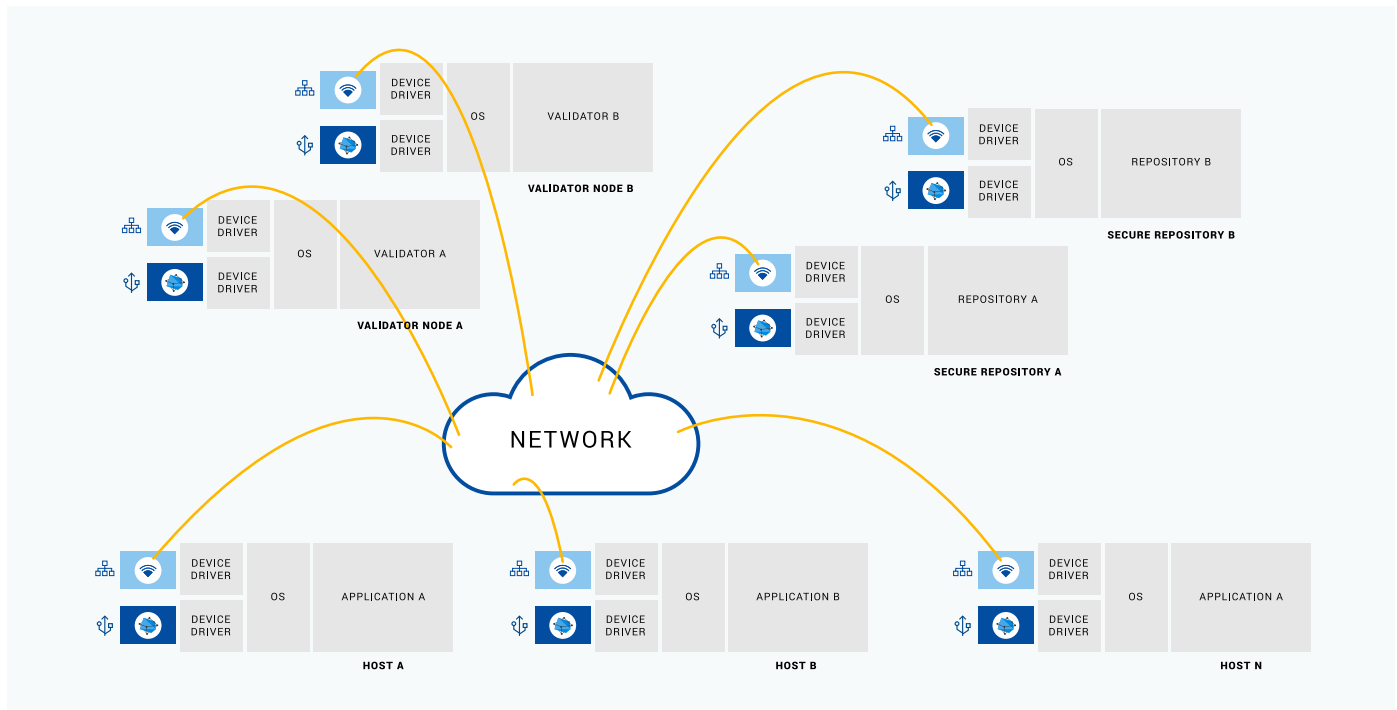 DEVICE
DRIVER
DEVICE
DRIVER
OS
VALIDATOR B
VALIDATOR NODE B
DEVICE
DRIVER
DEVICE
DRIVER
OS
REPOSITORY B
SECURE REPOSITORY B
DEVICE
DRIVER
DEVICE
DRIVER
OS
VALIDATOR A
VALIDATOR NODE A
DEVICE
DRIVER
DEVICE
DRIVER
OS
REPOSITORY A
SECURE REPOSITORY A
NETWORK
DEVICE
DRIVER
DEVICE
DRIVER
OS
APPLICATION A
HOST A
DEVICE
DRIVER
DEVICE
DRIVER
OS
APPLICATION B
HOST B
DEVICE
DRIVER
DEVICE
DRIVER
OS
APPLICATION A
HOST N